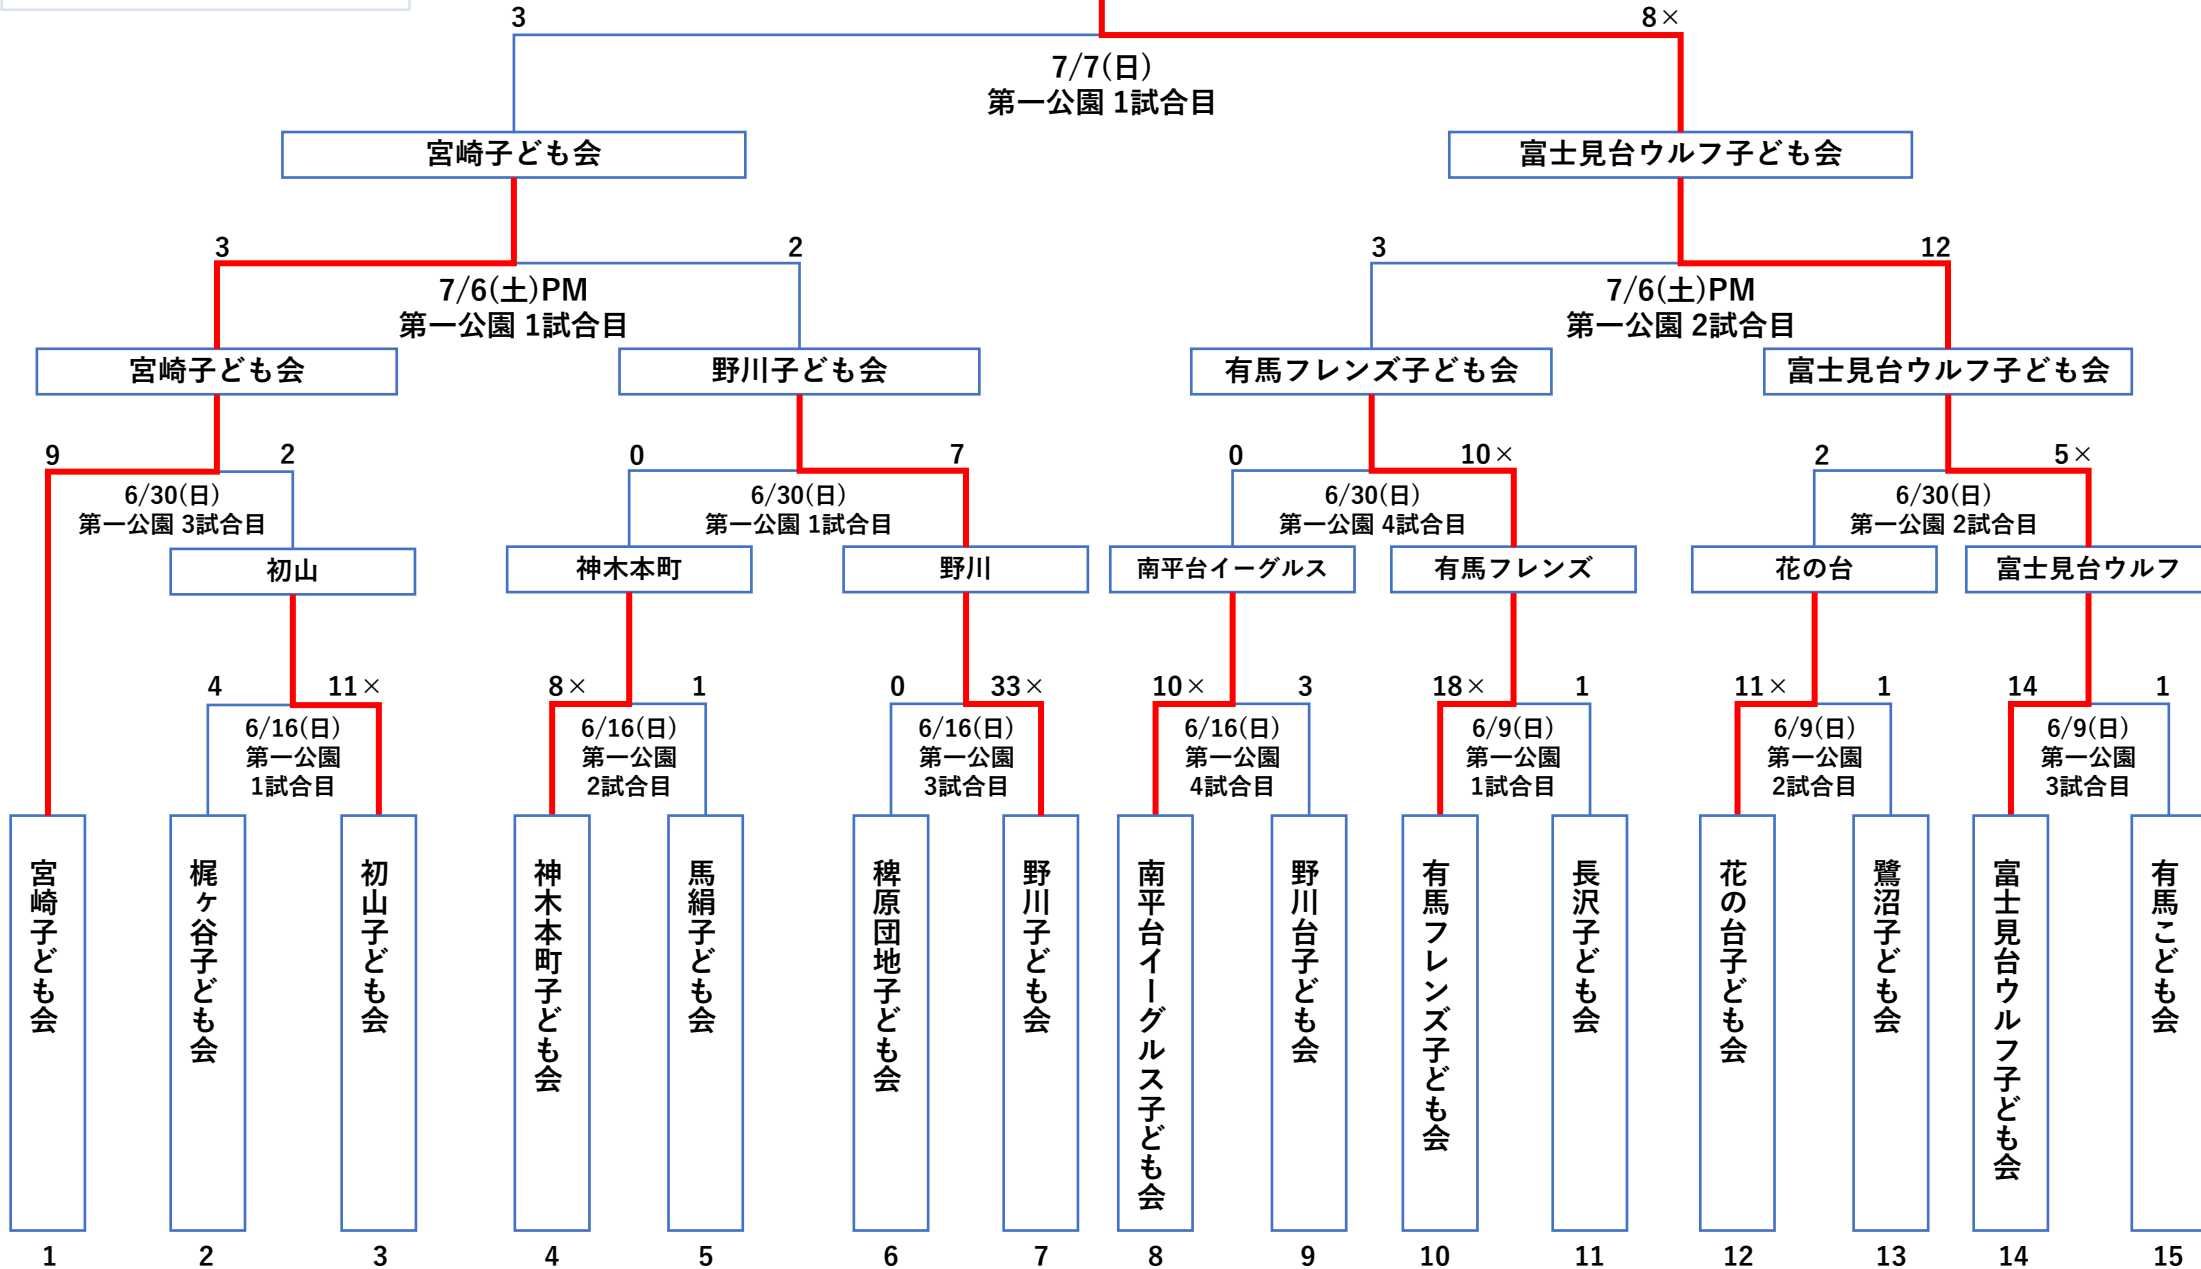 3 8×
7/7(日)
第一公園 1試合目
宮崎子ども会 富士見台ウルフ子ども会
3 2 3 12
7/6(土)PM 7/6(土)PM
第一公園 1試合目 第一公園 2試合目
宮崎子ども会 野川子ども会 有馬フレンズ子ども会 富士見台ウルフ子ども会
9 2 0 7 0 10× 2 5×
6/30(日) 6/30(日) 6/30(日) 6/30(日)
第一公園 3試合目 第一公園 1試合目 第一公園 4試合目 第一公園 2試合目
初山 神木本町 野川 南平台イーグルス 有馬フレンズ 花の台 富士見台ウルフ
4 11× 8× 1 0 33× 10× 3 18× 1 11× 1 14 1
6/16(日) 6/16(日) 6/16(日) 6/16(日) 6/9(日) 6/9(日) 6/9(日)
第一公園 第一公園 第一公園 第一公園 第一公園 第一公園 第一公園
1試合目 2試合目 3試合目 4試合目 1試合目 2試合目 3試合目
宮崎子ども会
梶ヶ谷子ども会
初山子ども会
神木本町子ども会
馬絹子ども会
稗原団地子ども会
野川子ども会
南平台イーグルス子ども会
野川台子ども会
有馬フレンズ子ども会
長沢子ども会
花の台子ども会
鷺沼子ども会
富士見台ウルフ子ども会
有馬こども会
1 2 3 4 5 6 7 8 9 10 11 12 13 14 15